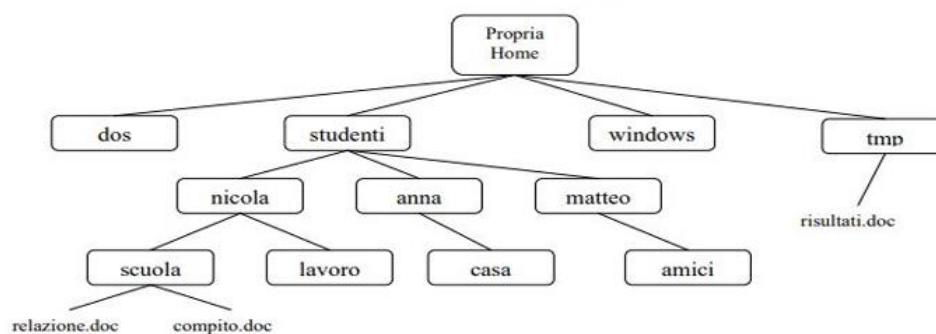 Propria
Home
dos
studenti
windows
tmp
nicola
anna
matteo
risultati.doc
scuola
lavoro
casa
amici
relazione.doc
compito.doc